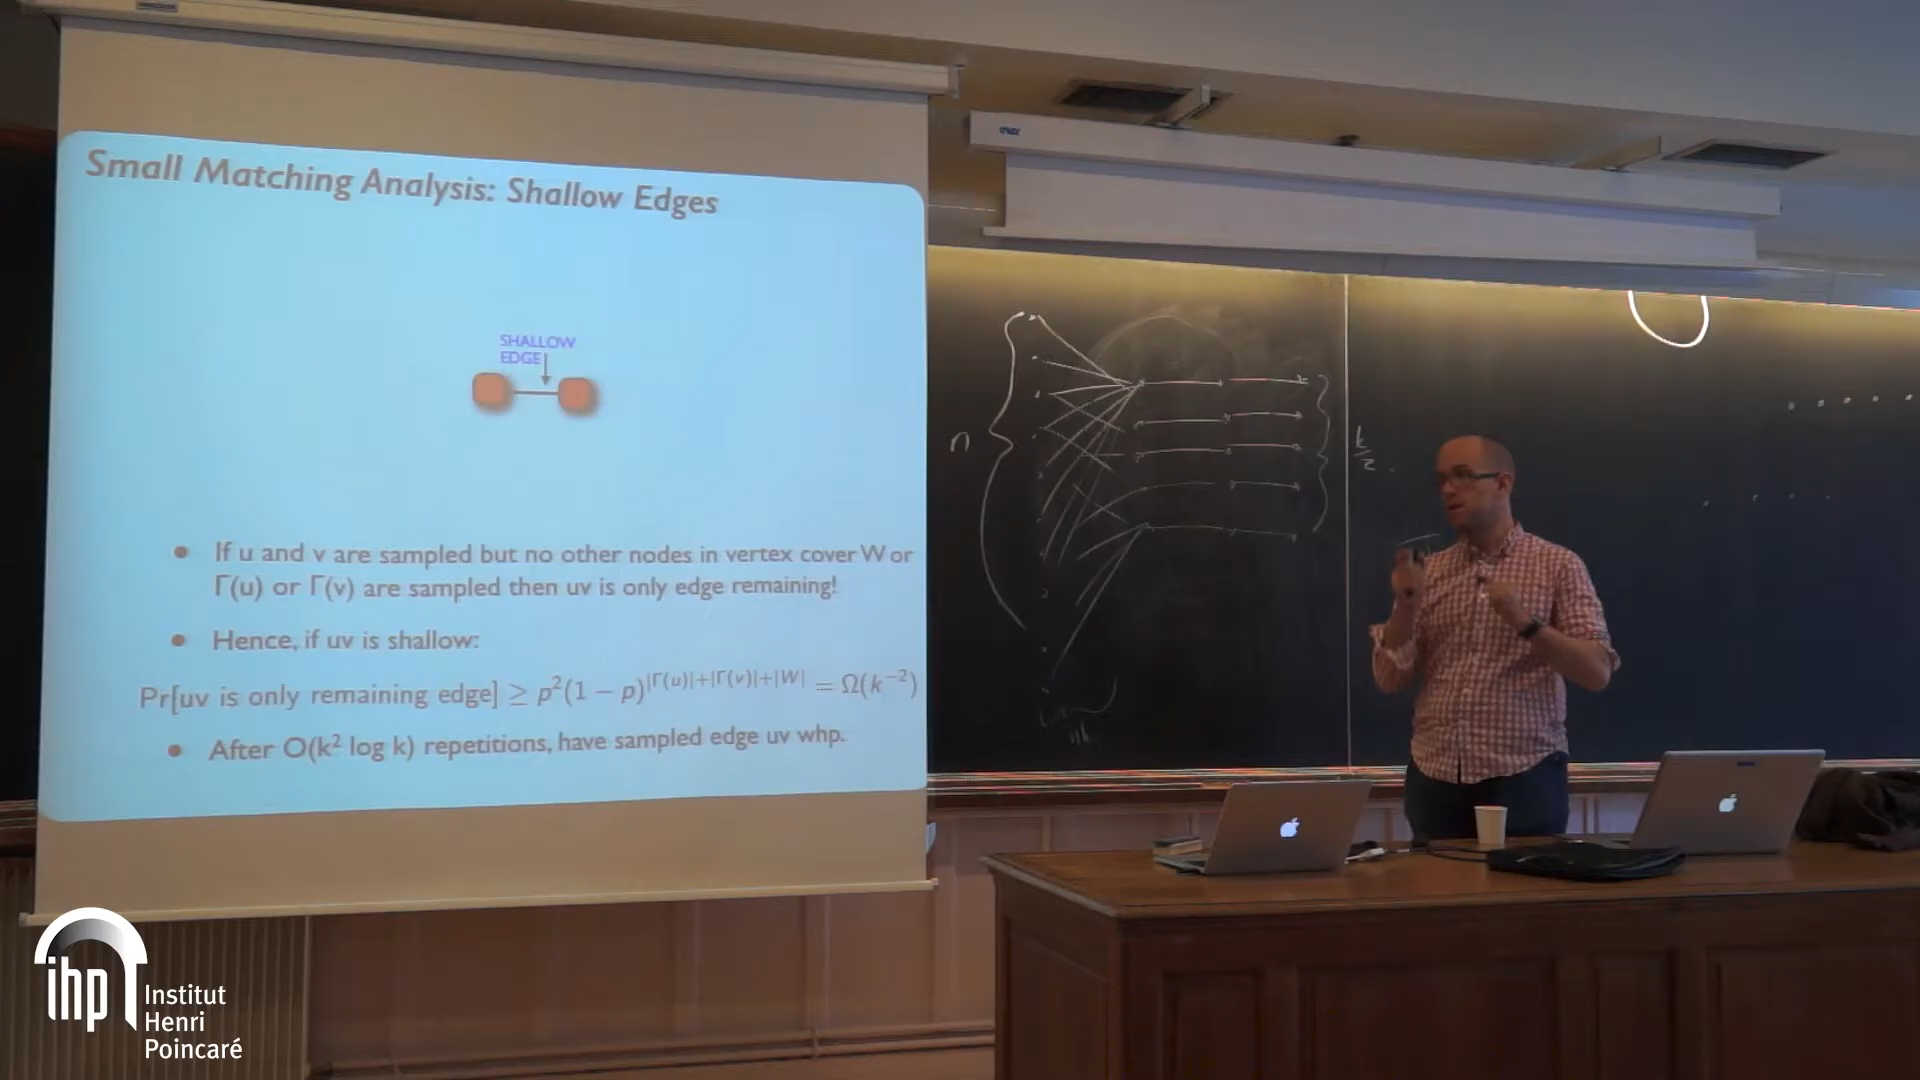 Small Matching Analysis: Shallow Edges
SHALLOW
EDGE
• If u and v are sampled but no other nodes in vertex cover W or
Γ(u) or Γ(v) are sampled then uv is only edge remaining!
• Hence, if uv is shallow:
Pr[uv is only remaining edge] ≥ p²(1 − p)^{|Γ(u)|+|Γ(v)|+|W|} = Ω(k⁻²)
• After O(k² log k) repetitions, have sampled edge uv whp.
n
k/2
ihp
Institut
Henri
Poincaré